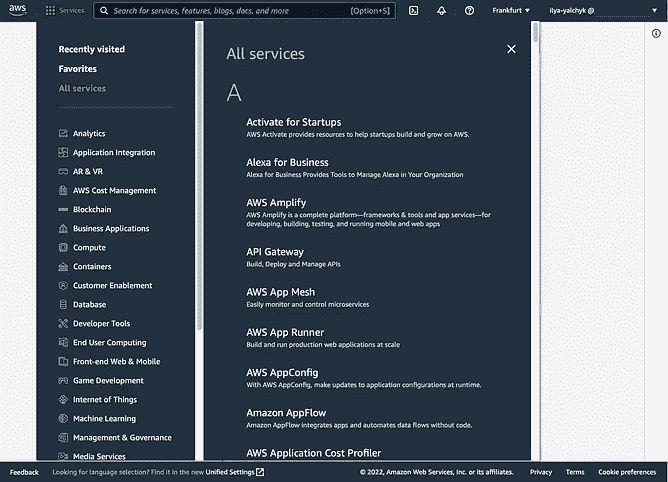 aws
Services
Search for services, features, blogs, docs, and more
[Option+S]
Frankfurt
ilya-yalchyk @
Recently visited
Favorites
All services
Analytics
Application Integration
AR & VR
AWS Cost Management
Blockchain
Business Applications
Compute
Containers
Customer Enablement
Database
Developer Tools
End User Computing
Front-end Web & Mobile
Game Development
Internet of Things
Machine Learning
Management & Governance
Media Services
All services
A
Activate for Startups
AWS Activate provides resources to help startups build and grow on AWS.
Alexa for Business
Alexa for Business Provides Tools to Manage Alexa in Your Organization
AWS Amplify
AWS Amplify is a complete platform—frameworks & tools and app services—for
developing, building, testing, and running mobile and web apps
API Gateway
Build, Deploy and Manage APIs
AWS App Mesh
Easily monitor and control microservices
AWS App Runner
Build and run production web applications at scale
AWS AppConfig
With AWS AppConfig, make updates to application configurations at runtime.
Amazon AppFlow
Amazon AppFlow integrates apps and automates data flows without code.
AWS Application Cost Profiler
Feedback
Looking for language selection? Find it in the new Unified Settings
© 2022, Amazon Web Services, Inc. or its affiliates.
Privacy
Terms
Cookie preferences